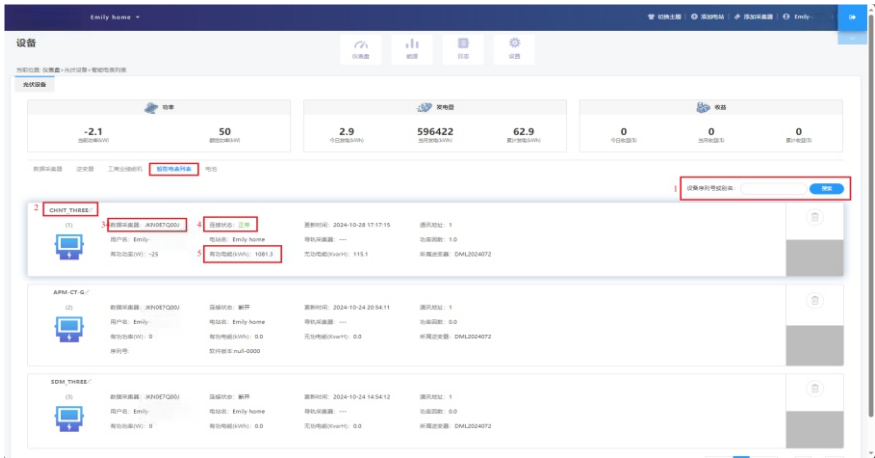 Emily home
切换主题 添加电站 添加采集器 Emily
设备
仪表盘 能源 日志 设置
当前位置: 仪表盘>光伏设备>智能电表列表
光伏设备
功率 发电量 收益
-2.1 50 2.9 596422 62.9 0 0 0
当前功率(kW) 额定功率(kW) 今日发电(kWh) 当月发电(kWh) 累计发电(kWh) 今日收益($) 当月收益($) 累计收益($)
数据采集器 逆变器 工商业储能机 智能电表列表 电池
1 设备序列号或别名: 搜索
2 CHNT_THREE
(1) 3 数据采集器: JKN0E7Q00J 4 连接状态: 正常 更新时间: 2024-10-28 17:17:15 通讯地址: 1
用户名: Emily- 电站名: Emily home 导轨采集器: --- 功率因数: 1.0
有功功率(W): -25 5 有功电能(kWh): 1081.3 无功电能(KvarH): 115.1 所属逆变器: DML2024072
APM-CT-G
(2) 数据采集器: JKN0E7Q00J 连接状态: 断开 更新时间: 2024-10-24 20:54:11 通讯地址: 1
用户名: Emily- 电站名: Emily home 导轨采集器: --- 功率因数: 0.0
有功功率(W): 0 有功电能(kWh): 0.0 无功电能(KvarH): 0.0 所属逆变器: DML2024072
序列号: 软件版本:null-0000
SDM_THREE
(3) 数据采集器: JKN0E7Q00J 连接状态: 断开 更新时间: 2024-10-24 14:54:12 通讯地址: 1
用户名: Emily- 电站名: Emily home 导轨采集器: --- 功率因数: 0.0
有功功率(W): 0 有功电能(kWh): 0.0 无功电能(KvarH): 0.0 所属逆变器: DML2024072